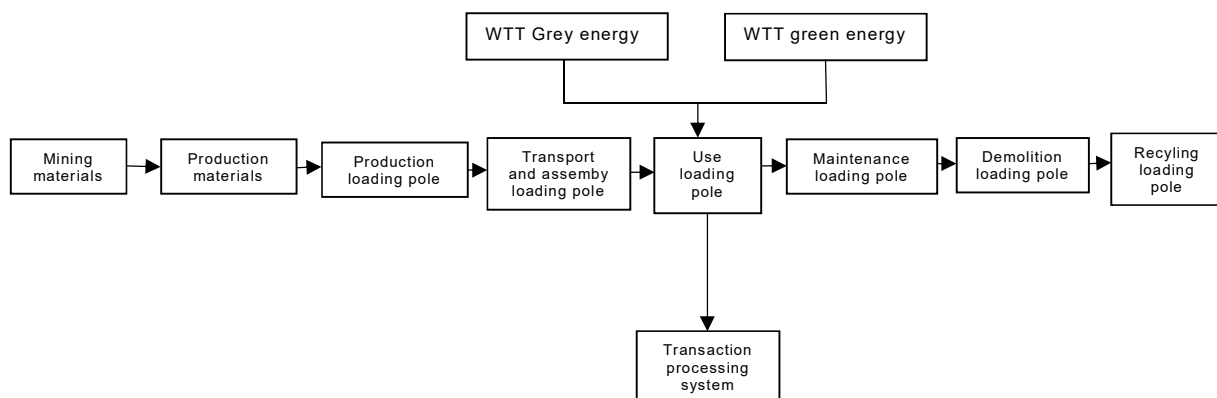 WTT Grey energy
WTT green energy
Mining
materials
Production
materials
Production
loading pole
Transport
and assemby
loading pole
Use
loading
pole
Maintenance
loading pole
Demolition
loading pole
Recyling
loading
pole
Transaction
processing
system